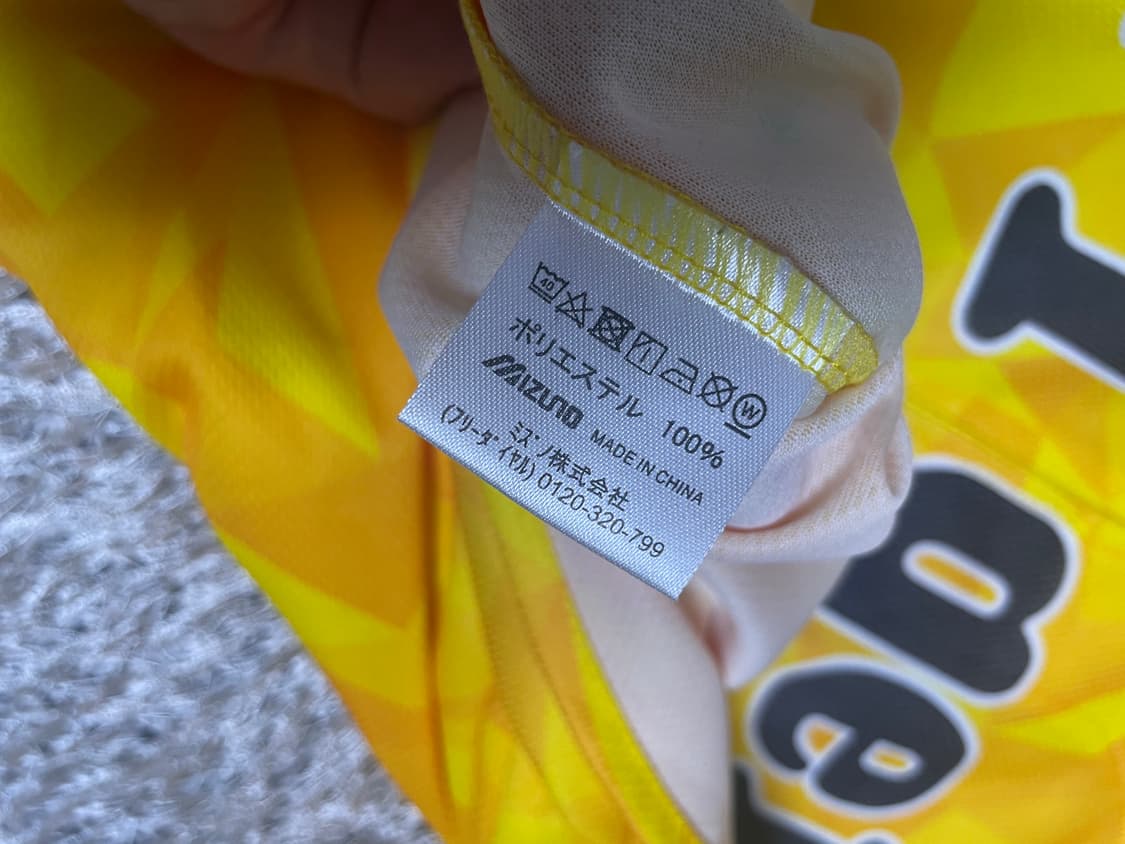 40
W
ポリエステル 100%
MIZUNO MADE IN CHINA
ミズノ株式会社
(フリーダイヤル) 0120-320-799